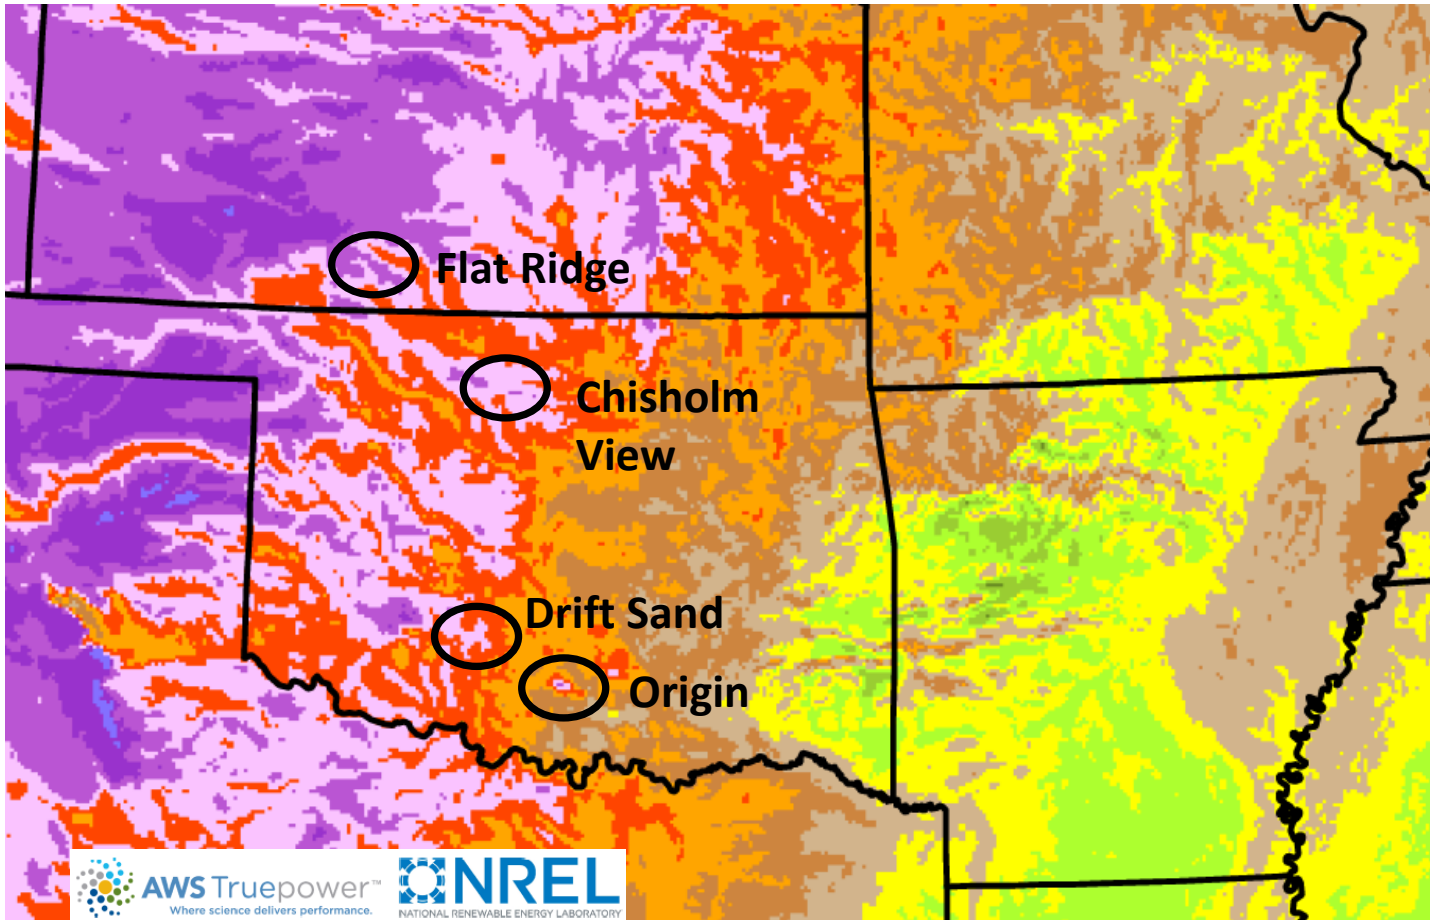 Flat Ridge
Chisholm
View
Drift Sand
Origin
AWS Truepower™
Where science delivers performance.
NREL
NATIONAL RENEWABLE ENERGY LABORATORY